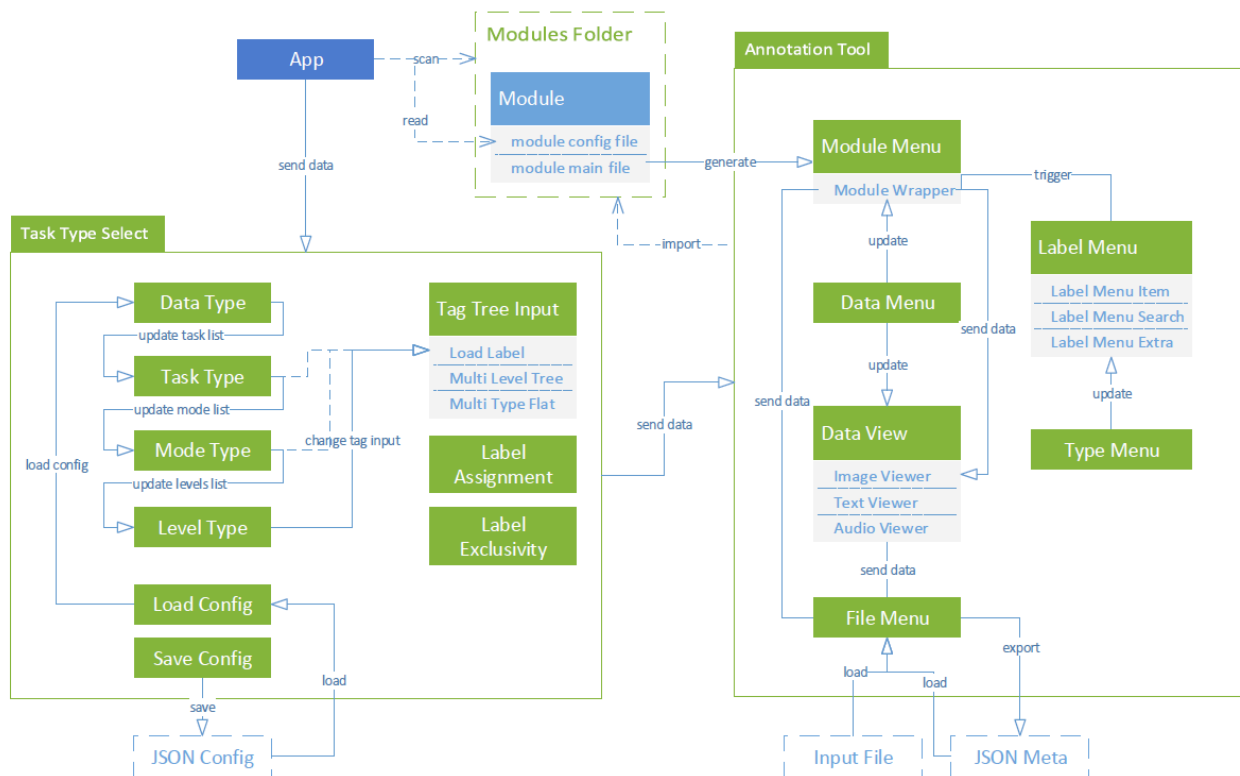 App
scan
read
send data
Modules Folder
Module
module config file
module main file
generate
import
Task Type Select
Data Type
update task list
Task Type
update mode list
Mode Type
update levels list
Level Type
load config
change tag input
Tag Tree Input
Load Label
Multi Level Tree
Multi Type Flat
Label
Assignment
Label
Exclusivity
Load Config
Save Config
save
load
JSON Config
send data
Annotation Tool
Module Menu
Module Wrapper
trigger
update
Data Menu
update
send data
send data
Label Menu
Label Menu Item
Label Menu Search
Label Menu Extra
update
Type Menu
Data View
Image Viewer
Text Viewer
Audio Viewer
send data
File Menu
load
load
export
Input File
JSON Meta